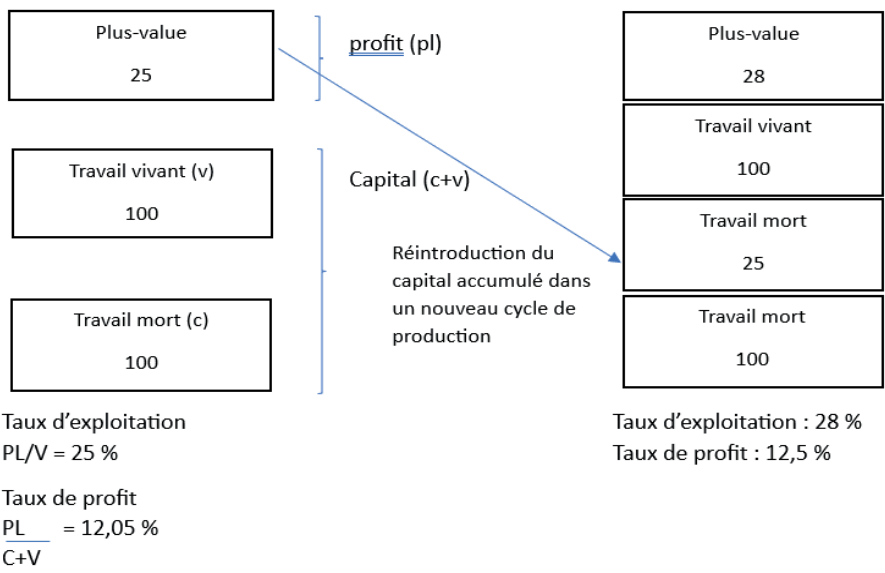 Plus-value
25
profit (pl)
Travail vivant (v)
100
Capital (c+v)
Travail mort (c)
100
Réintroduction du
capital accumulé dans
un nouveau cycle de
production
Taux d’exploitation
PL/V = 25 %
Taux de profit
PL = 12,05 %
C+V
Plus-value
28
Travail vivant
100
Travail mort
25
Travail mort
100
Taux d’exploitation : 28 %
Taux de profit : 12,5 %